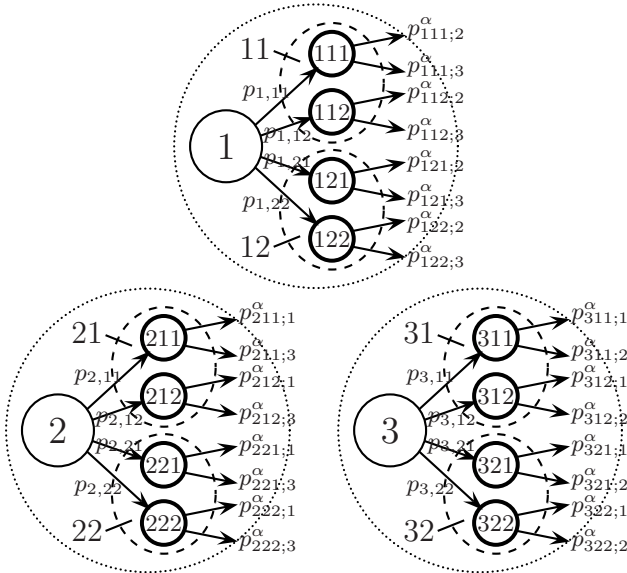 11
111
p^α_{111;2}
p^α_{111;3}
p_{1,11}
112
p^α_{112;2}
p^α_{112;3}
1
p_{1,12}
p_{1,21}
121
p^α_{121;2}
p^α_{121;3}
p_{1,22}
122
p^α_{122;2}
p^α_{122;3}
12
21
211
p^α_{211;1}
p^α_{211;3}
p_{2,11}
212
p^α_{212;1}
p^α_{212;3}
2
p_{2,12}
p_{2,21}
221
p^α_{221;1}
p^α_{221;3}
p_{2,22}
222
p^α_{222;1}
p^α_{222;3}
22
31
311
p^α_{311;1}
p^α_{311;2}
p_{3,11}
312
p^α_{312;1}
p^α_{312;2}
3
p_{3,12}
p_{3,21}
321
p^α_{321;1}
p^α_{321;2}
p_{3,22}
322
p^α_{322;1}
p^α_{322;2}
32